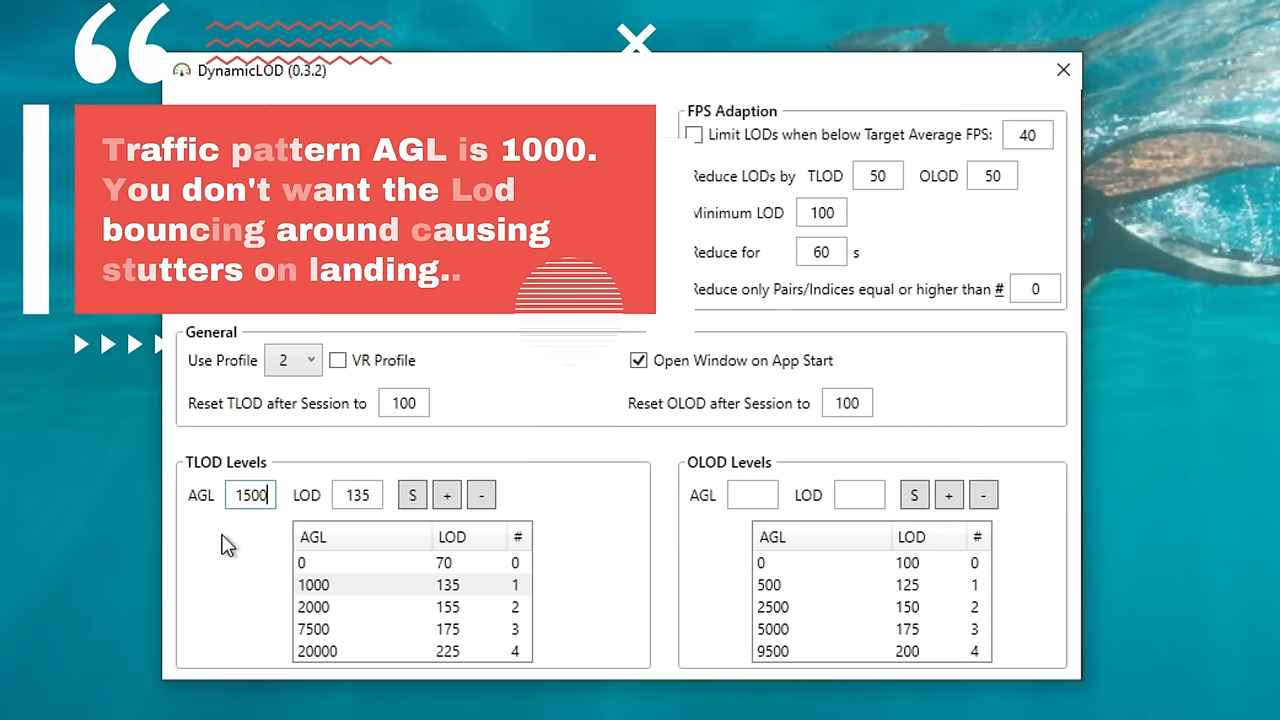 “
DynamicLOD (0.3.2)
Traffic pattern AGL is 1000.
You don't want the Lod
bouncing around causing
stutters on landing..
FPS Adaption
Limit LODs when below Target Average FPS: 40
Reduce LODs by TLOD 50 OLOD 50
Minimum LOD 100
Reduce for 60 s
Reduce only Pairs/Indices equal or higher than # 0
General
Use Profile 2 VR Profile Open Window on App Start
Reset TLOD after Session to 100 Reset OLOD after Session to 100
TLOD Levels
AGL 1500 LOD 135 S + -
AGL LOD #
0 70 0
1000 135 1
2000 155 2
7500 175 3
20000 225 4
OLOD Levels
AGL LOD S + -
AGL LOD #
0 100 0
500 125 1
2500 150 2
5000 175 3
9500 200 4